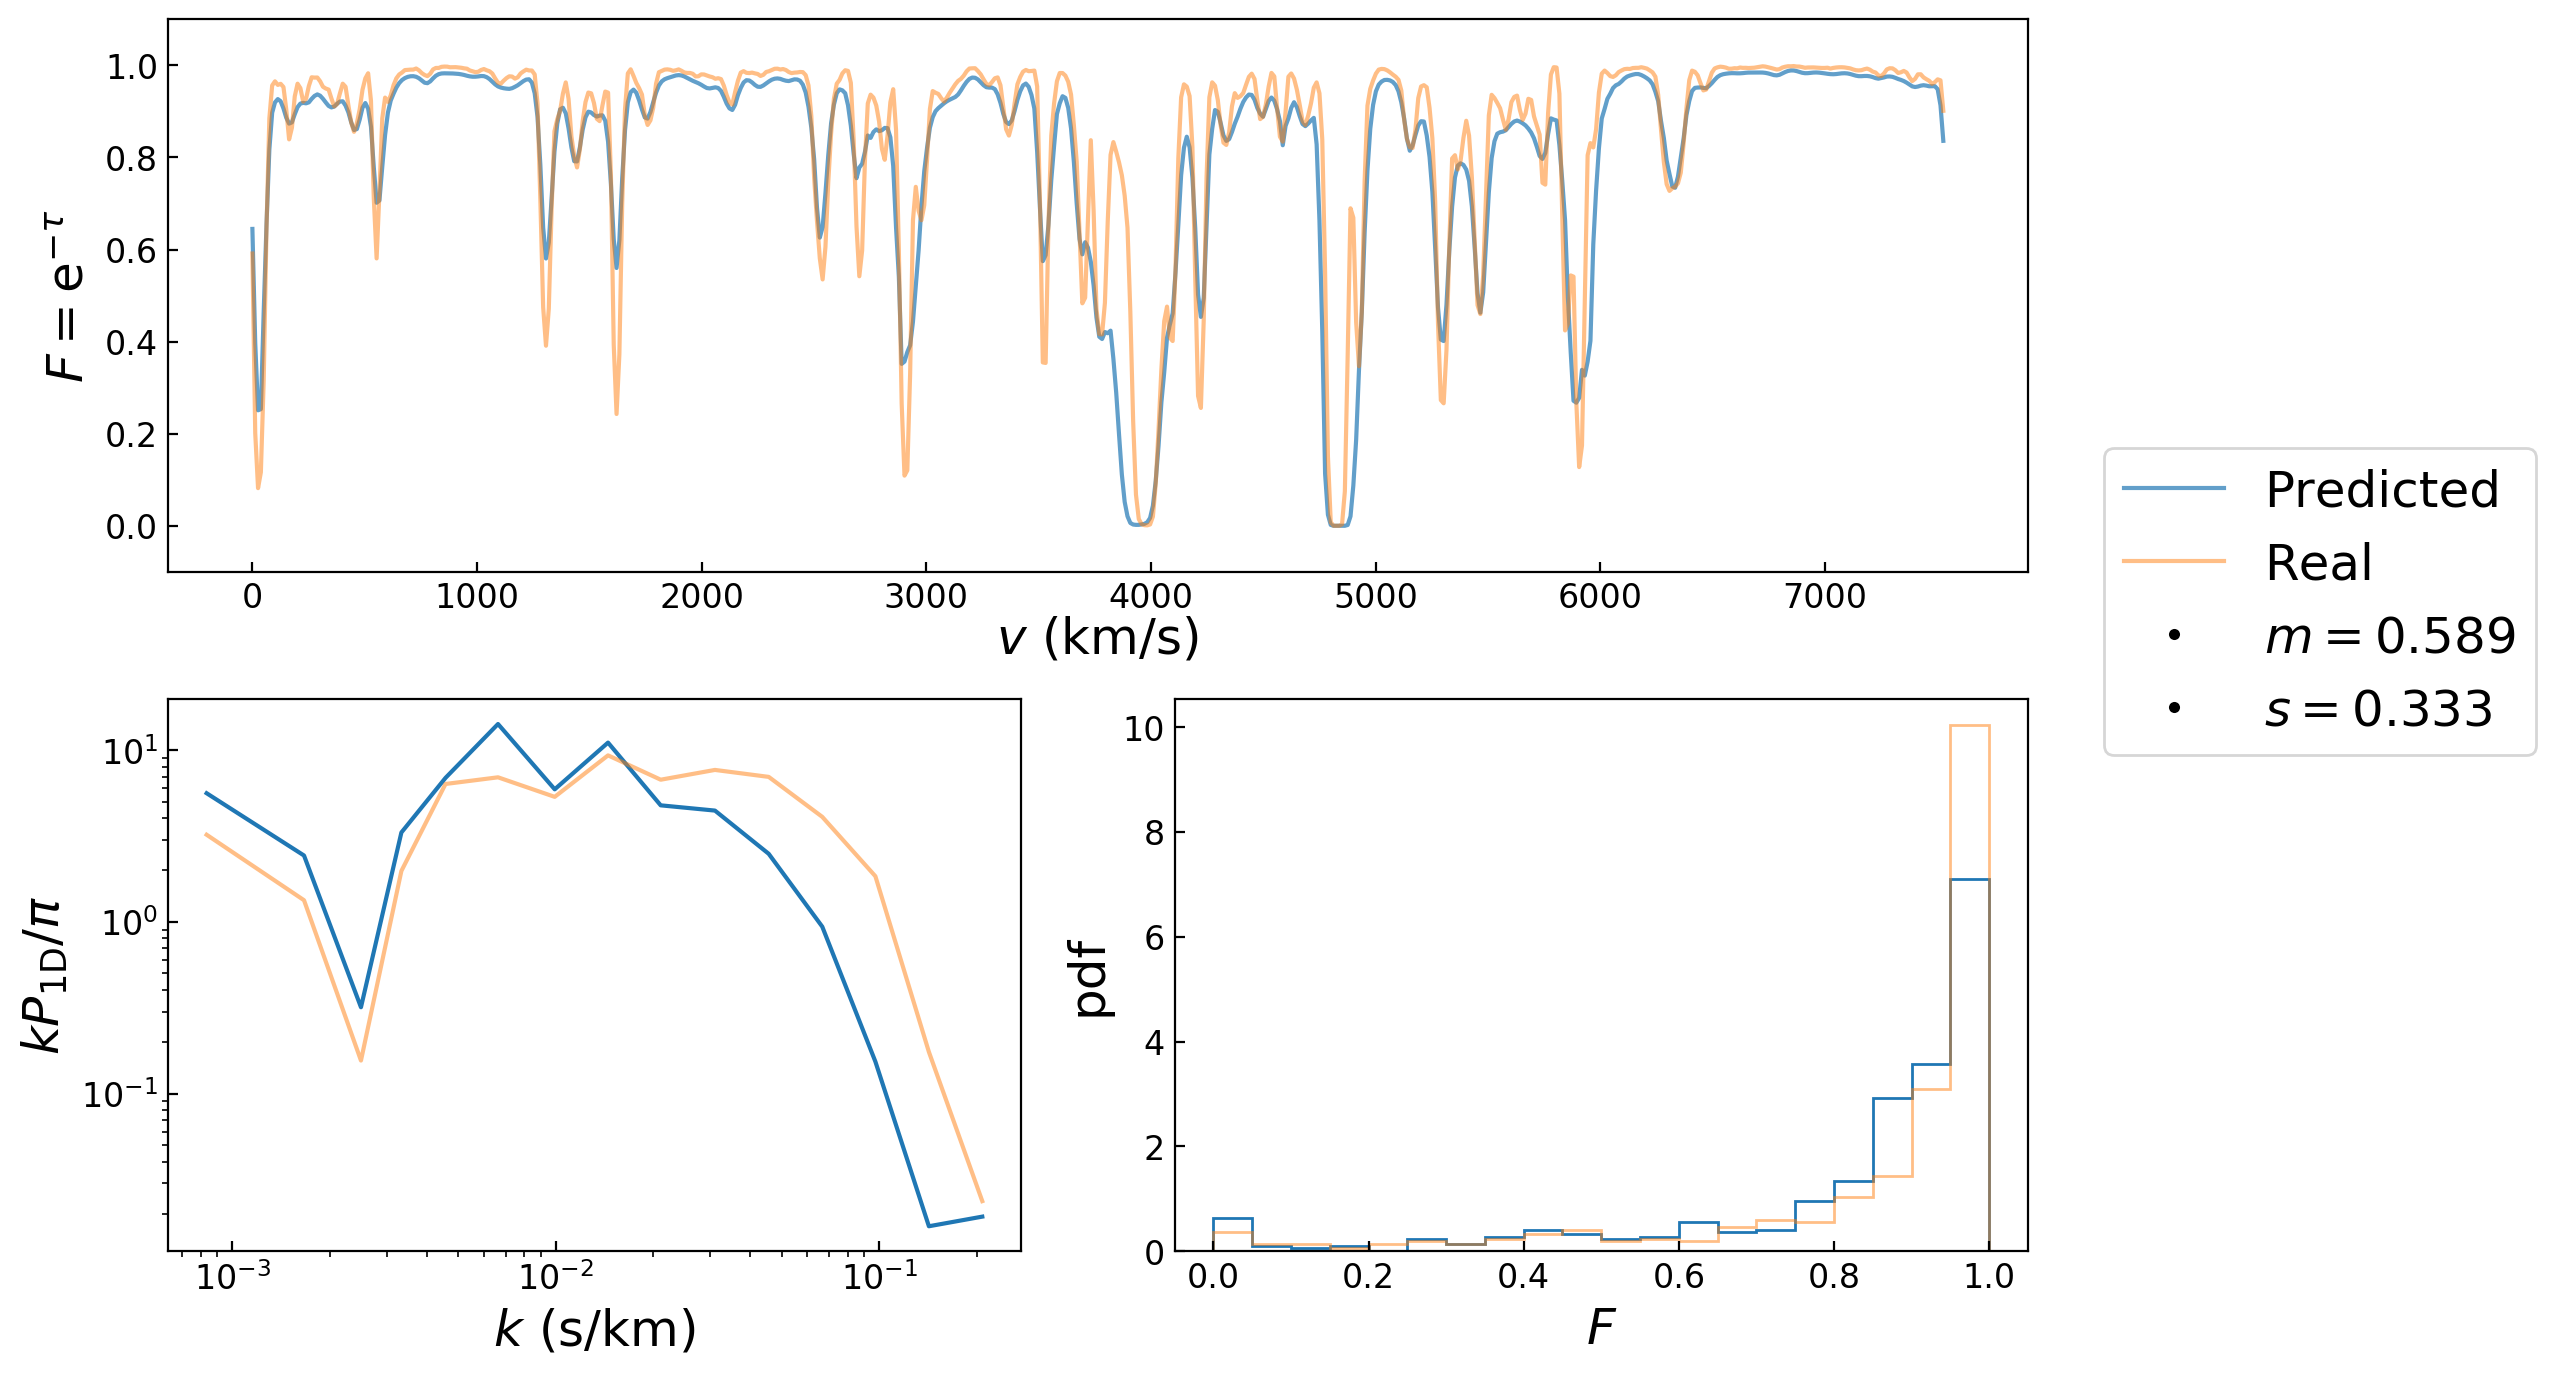 1.0
0.8
0.6
0.4
0.2
0.0
F = e^{-τ}
0 1000 2000 3000 4000 5000 6000 7000
v (km/s)
Predicted
Real
m = 0.589
s = 0.333
10^1
10^0
10^{-1}
kP_{1D}/π
10^{-3} 10^{-2} 10^{-1}
k (s/km)
10
8
6
4
2
0
pdf
0.0 0.2 0.4 0.6 0.8 1.0
F